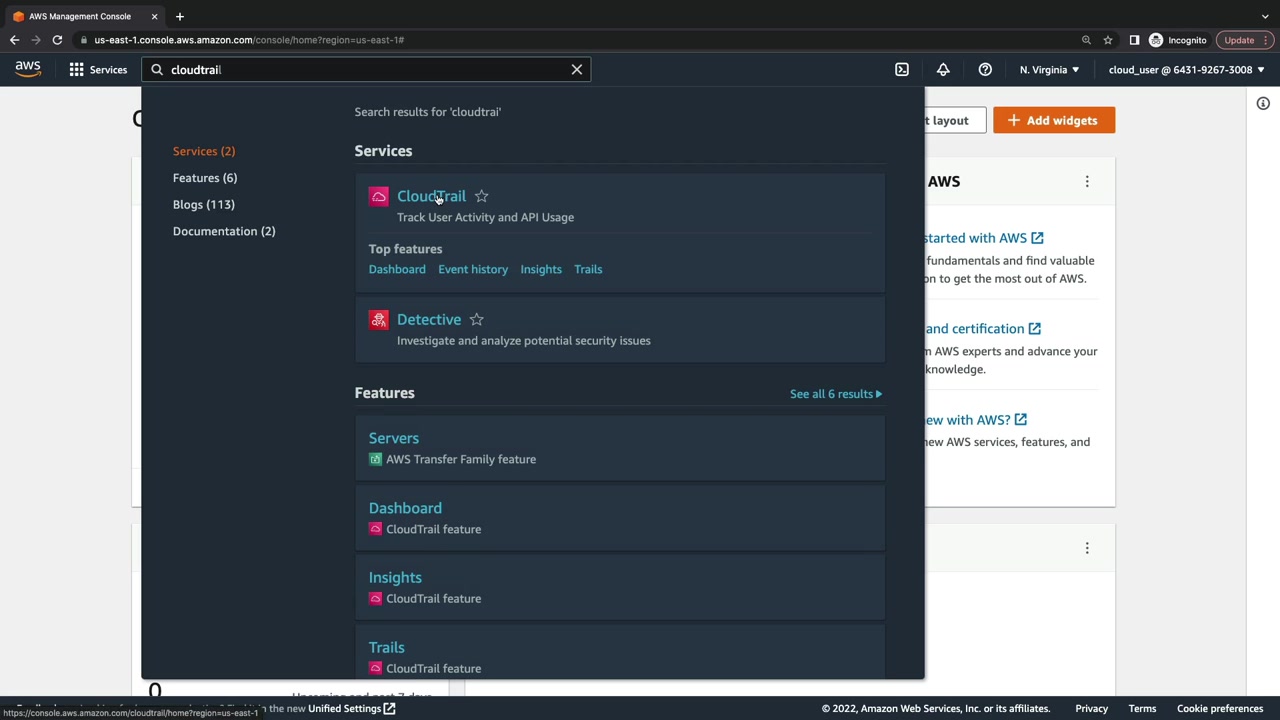 AWS Management Console
us-east-1.console.aws.amazon.com/console/home?region=us-east-1#
Incognito
Update
aws
Services
cloudtrail
N. Virginia
cloud_user @ 6431-9267-3008
Search results for 'cloudtrai'
t layout
Add widgets
Services (2)
Features (6)
Blogs (113)
Documentation (2)
Services
CloudTrail
Track User Activity and API Usage
Top features
Dashboard Event history Insights Trails
Detective
Investigate and analyze potential security issues
Features
See all 6 results
Servers
AWS Transfer Family feature
Dashboard
CloudTrail feature
Insights
CloudTrail feature
Trails
CloudTrail feature
AWS
started with AWS
fundamentals and find valuable
on to get the most out of AWS.
and certification
m AWS experts and advance your
knowledge.
ew with AWS?
new AWS services, features, and
0
Upcoming and past 7 days
the new Unified Settings
© 2022, Amazon Web Services, Inc. or its affiliates.
Privacy
Terms
Cookie preferences
https://console.aws.amazon.com/cloudtrail/home?region=us-east-1